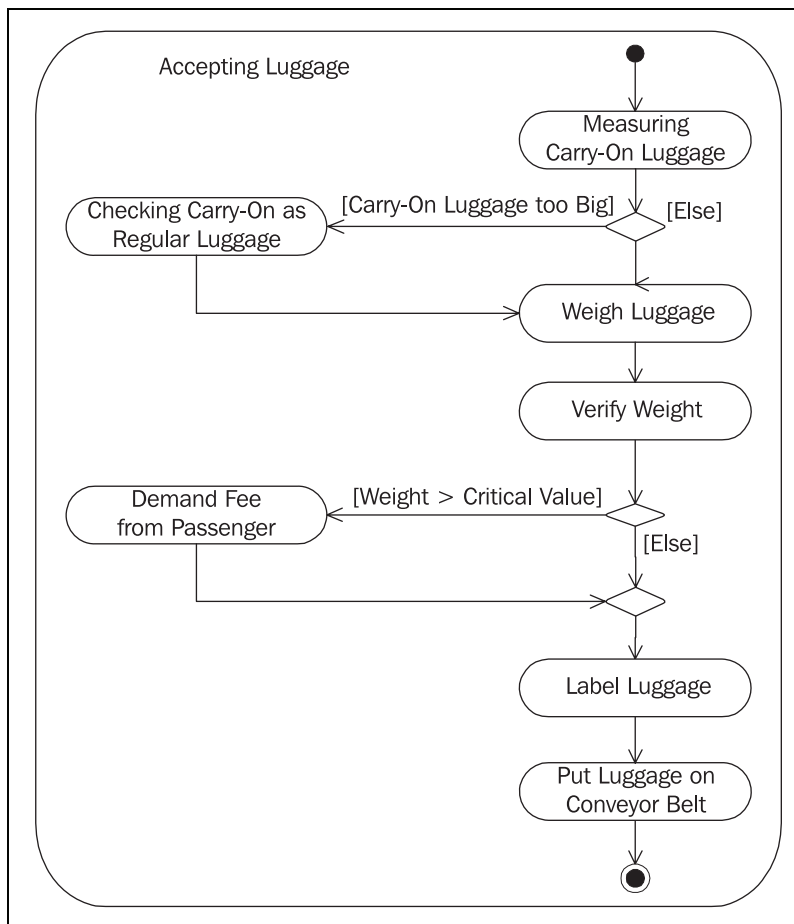 Accepting Luggage
Measuring
Carry-On Luggage
[Carry-On Luggage too Big]
[Else]
Checking Carry-On as
Regular Luggage
Weigh Luggage
Verify Weight
[Weight > Critical Value]
Demand Fee
from Passenger
[Else]
Label Luggage
Put Luggage on
Conveyor Belt